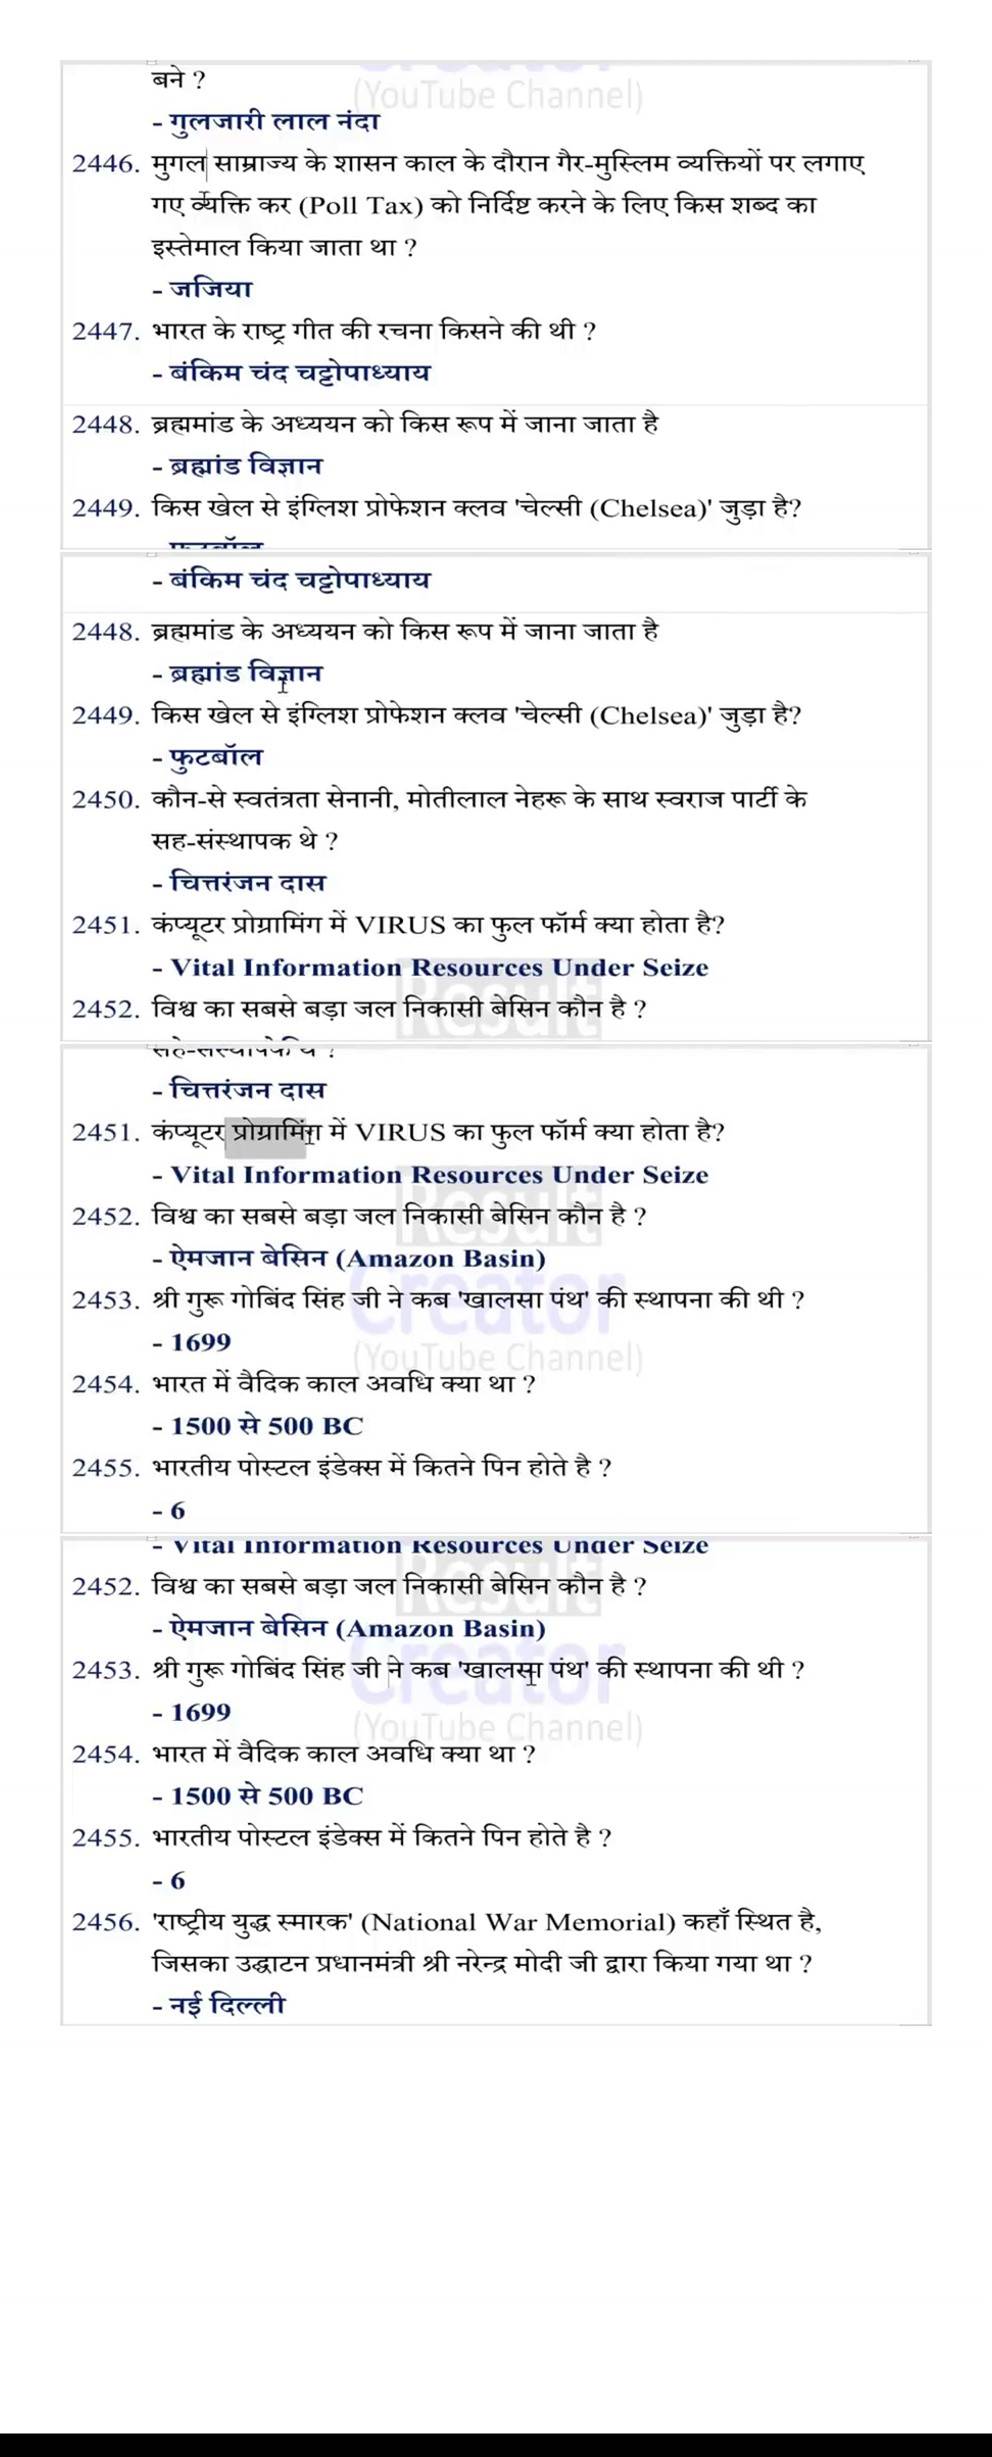 (YouTube Channel)
बने ?
- गुलजारी लाल नंदा
2446. मुगल साम्राज्य के शासन काल के दौरान गैर-मुस्लिम व्यक्तियों पर लगाए
गए व्यक्ति कर (Poll Tax) को निर्दिष्ट करने के लिए किस शब्द का
इस्तेमाल किया जाता था ?
- जजिया
2447. भारत के राष्ट्र गीत की रचना किसने की थी ?
- बंकिम चंद चट्टोपाध्याय
2448. ब्रह्ममांड के अध्ययन को किस रूप में जाना जाता है
- ब्रह्मांड विज्ञान
2449. किस खेल से इंग्लिश प्रोफेशन क्लव 'चेल्सी (Chelsea)' जुड़ा है?
- बंकिम चंद चट्टोपाध्याय
2448. ब्रह्ममांड के अध्ययन को किस रूप में जाना जाता है
- ब्रह्मांड विज्ञान
2449. किस खेल से इंग्लिश प्रोफेशन क्लव 'चेल्सी (Chelsea)' जुड़ा है?
- फुटबॉल
2450. कौन-से स्वतंत्रता सेनानी, मोतीलाल नेहरू के साथ स्वराज पार्टी के
सह-संस्थापक थे ?
- चित्तरंजन दास
2451. कंप्यूटर प्रोग्रामिंग में VIRUS का फुल फॉर्म क्या होता है?
- Vital Information Resources Under Seize
Result
2452. विश्व का सबसे बड़ा जल निकासी बेसिन कौन है ?
सह-संस्थापक थे ?
- चित्तरंजन दास
2451. कंप्यूटर प्रोग्रामिंग में VIRUS का फुल फॉर्म क्या होता है?
- Vital Information Resources Under Seize
Result
2452. विश्व का सबसे बड़ा जल निकासी बेसिन कौन है ?
- ऐमजान बेसिन (Amazon Basin)
Creator
2453. श्री गुरू गोबिंद सिंह जी ने कब 'खालसा पंथ' की स्थापना की थी ?
- 1699
(YouTube Channel)
2454. भारत में वैदिक काल अवधि क्या था ?
- 1500 से 500 BC
2455. भारतीय पोस्टल इंडेक्स में कितने पिन होते है ?
- 6
- Vital Information Resources Under Seize
Result
2452. विश्व का सबसे बड़ा जल निकासी बेसिन कौन है ?
- ऐमजान बेसिन (Amazon Basin)
Creator
2453. श्री गुरू गोबिंद सिंह जी ने कब 'खालसा पंथ' की स्थापना की थी ?
- 1699
(YouTube Channel)
2454. भारत में वैदिक काल अवधि क्या था ?
- 1500 से 500 BC
2455. भारतीय पोस्टल इंडेक्स में कितने पिन होते है ?
- 6
2456. 'राष्ट्रीय युद्ध स्मारक' (National War Memorial) कहाँ स्थित है,
जिसका उद्घाटन प्रधानमंत्री श्री नरेन्द्र मोदी जी द्वारा किया गया था ?
- नई दिल्ली